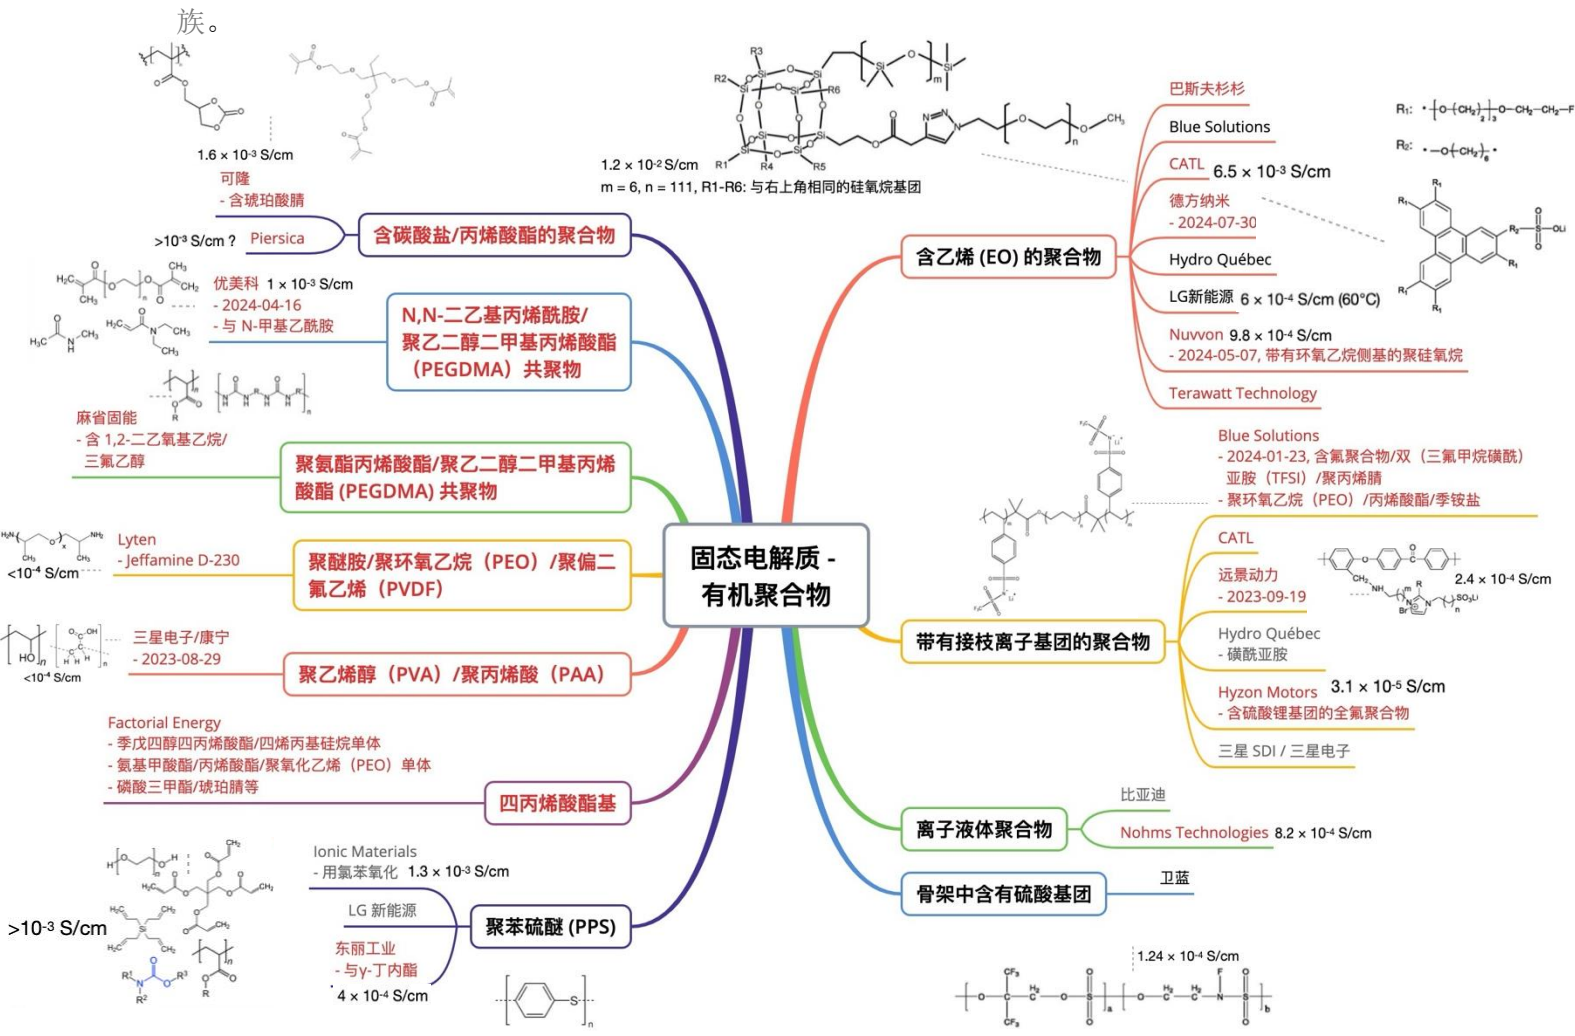 族。
1.6 × 10-3 S/cm
可隆
- 含琥珀酸腈
>10-3 S/cm ?
Piersica
含碳酸盐/丙烯酸酯的聚合物
优美科 1 × 10-3 S/cm
- 2024-04-16
- 与 N-甲基乙酰胺
N,N-二乙基丙烯酰胺/
聚乙二醇二甲基丙烯酸酯
（PEGDMA）共聚物
麻省固能
- 含 1,2-二乙氧基乙烷/
三氟乙醇
聚氨酯丙烯酸酯/聚乙二醇二甲基丙烯
酸酯 (PEGDMA) 共聚物
Lyten
- Jeffamine D-230
<10-4 S/cm
聚醚胺/聚环氧乙烷（PEO）/聚偏二
氟乙烯（PVDF）
三星电子/康宁
- 2023-08-29
<10-4 S/cm
聚乙烯醇（PVA）/聚丙烯酸（PAA）
Factorial Energy
- 季戊四醇四丙烯酸酯/四烯丙基硅烷单体
- 氨基甲酸酯/丙烯酸酯/聚氧化乙烯（PEO）单体
- 磷酸三甲酯/琥珀腈等
四丙烯酸酯基
>10-3 S/cm
Ionic Materials
- 用氯苯氧化 1.3 × 10-3 S/cm
LG 新能源
东丽工业
- 与γ-丁内酯
4 × 10-4 S/cm
聚苯硫醚 (PPS)
固态电解质 -
有机聚合物
1.2 × 10-2 S/cm
m = 6, n = 111, R1-R6: 与右上角相同的硅氧烷基团
含乙烯 (EO) 的聚合物
巴斯夫杉杉
Blue Solutions
CATL 6.5 × 10-3 S/cm
德方纳米
- 2024-07-30
Hydro Québec
LG新能源 6 × 10-4 S/cm (60°C)
Nuvvon 9.8 × 10-4 S/cm
- 2024-05-07, 带有环氧乙烷侧基的聚硅氧烷
Terawatt Technology
带有接枝离子基团的聚合物
Blue Solutions
- 2024-01-23, 含氟聚合物/双（三氟甲烷磺酰）
亚胺（TFSI）/聚丙烯腈
- 聚环氧乙烷（PEO）/丙烯酸酯/季铵盐
CATL
远景动力
- 2023-09-19
2.4 × 10-4 S/cm
Hydro Québec
- 磺酰亚胺
Hyzon Motors 3.1 × 10-5 S/cm
- 含硫酸锂基团的全氟聚合物
三星 SDI / 三星电子
离子液体聚合物
比亚迪
Nohms Technologies 8.2 × 10-4 S/cm
骨架中含有硫酸基团
卫蓝
1.24 × 10-4 S/cm